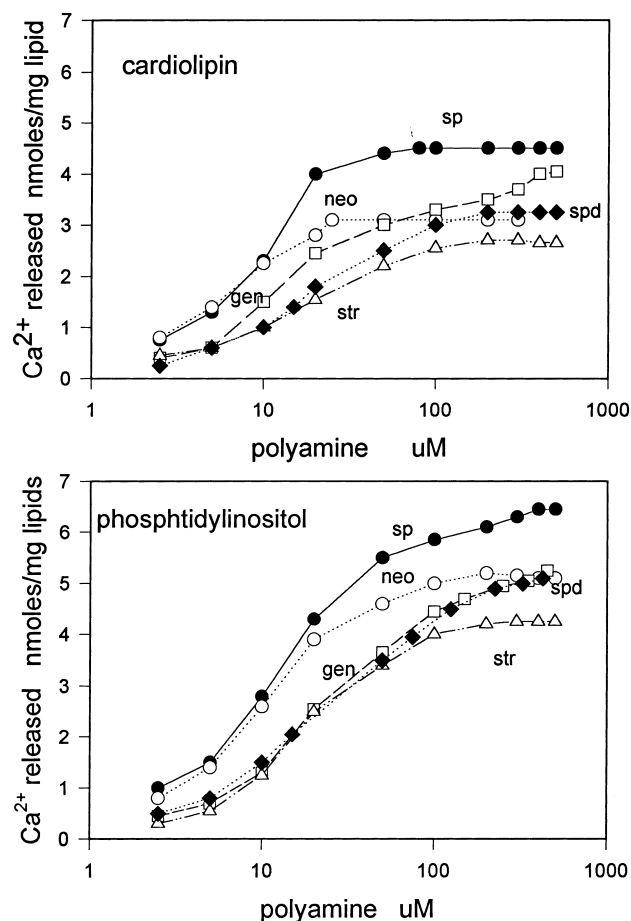 7
cardiolipin
6
5
sp
4
neo
3
spd
2
gen
str
1
0
1 10 100 1000
polyamine uM
Ca2+ released nmoles/mg lipid
7
phosphtidylinositol
6
sp
5
neo
spd
4
gen
str
3
2
1
0
1 10 100 1000
polyamine uM
Ca2+ released nmoles/mg lipids